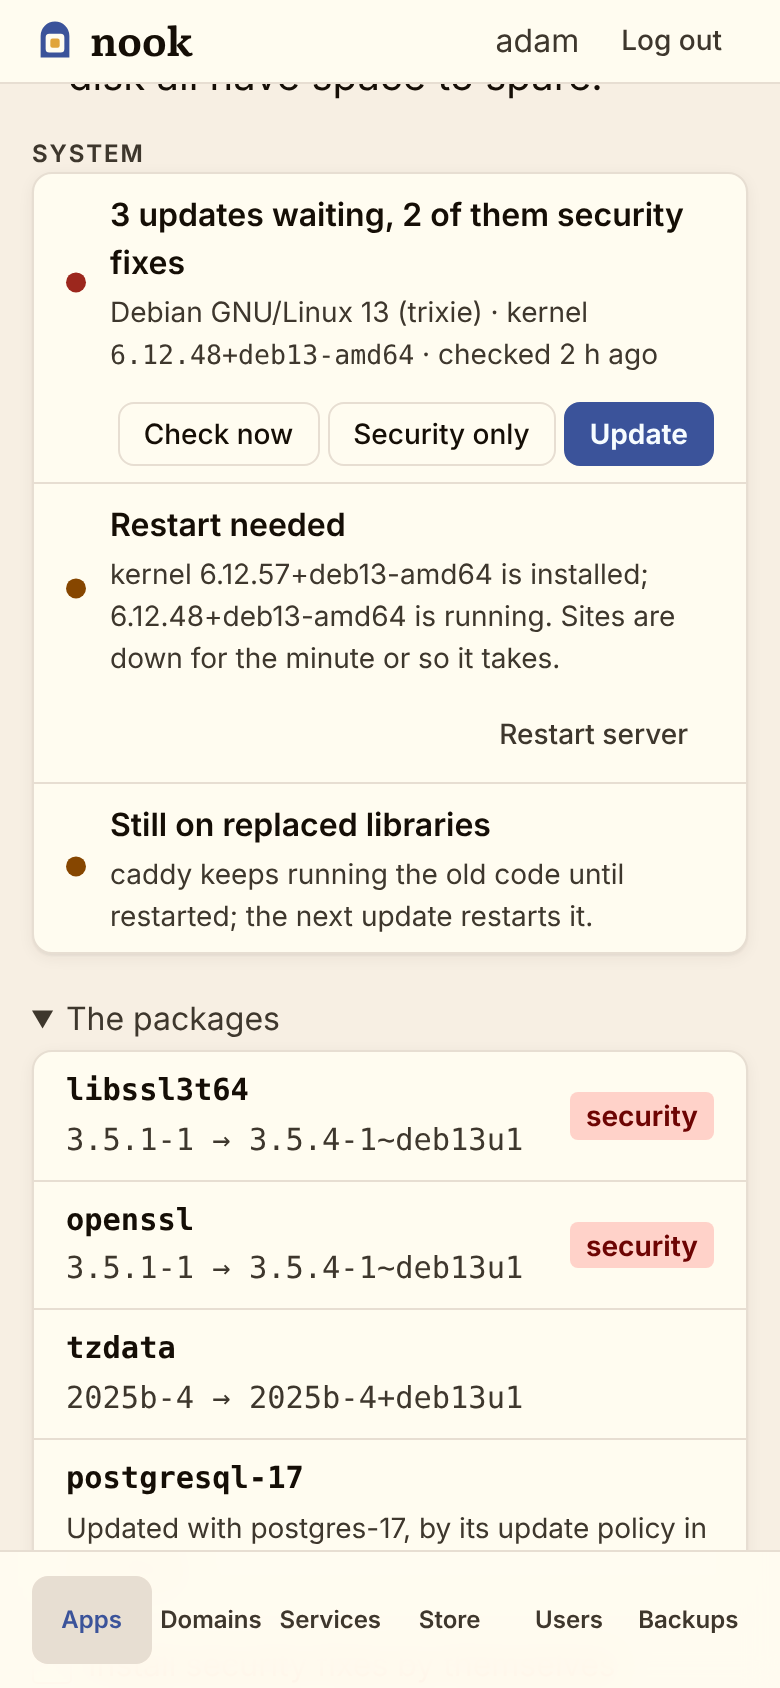 nook
adam
Log out
disk all have space to spare.
SYSTEM
3 updates waiting, 2 of them security
fixes
Debian GNU/Linux 13 (trixie) · kernel
6.12.48+deb13-amd64 · checked 2 h ago
Check now
Security only
Update
Restart needed
kernel 6.12.57+deb13-amd64 is installed;
6.12.48+deb13-amd64 is running. Sites are
down for the minute or so it takes.
Restart server
Still on replaced libraries
caddy keeps running the old code until
restarted; the next update restarts it.
▼ The packages
libssl3t64
3.5.1-1 → 3.5.4-1~deb13u1
security
openssl
3.5.1-1 → 3.5.4-1~deb13u1
security
tzdata
2025b-4 → 2025b-4+deb13u1
postgresql-17
Updated with postgres-17, by its update policy in
Apps
Domains
Services
Store
Users
Backups